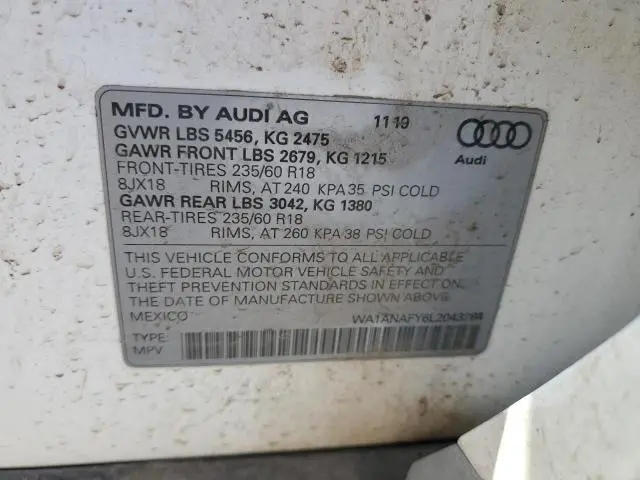 MFD. BY AUDI AG 11 19
GVWR LBS 5456, KG 2475
GAWR FRONT LBS 2679, KG 1215
FRONT-TIRES 235/60 R18
8JX18 RIMS, AT 240 KPA 35 PSI COLD
GAWR REAR LBS 3042, KG 1380
REAR-TIRES 235/60 R18
8JX18 RIMS, AT 260 KPA 38 PSI COLD
Audi
THIS VEHICLE CONFORMS TO ALL APPLICABLE
U.S. FEDERAL MOTOR VEHICLE SAFETY AND
THEFT PREVENTION STANDARDS IN EFFECT ON
THE DATE OF MANUFACTURE SHOWN ABOVE.
MEXICO
TYPE:
MPV